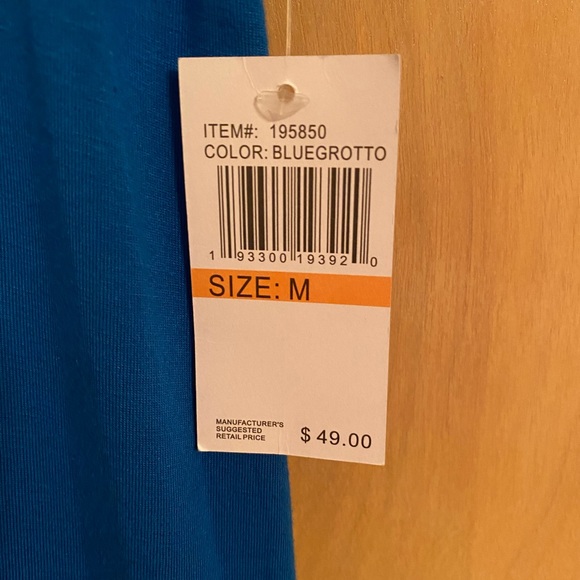 ITEM#: 195850
COLOR: BLUEGROTTO
1 93300 19392 0
SIZE: M
MANUFACTURER'S
SUGGESTED
RETAIL PRICE
$ 49.00